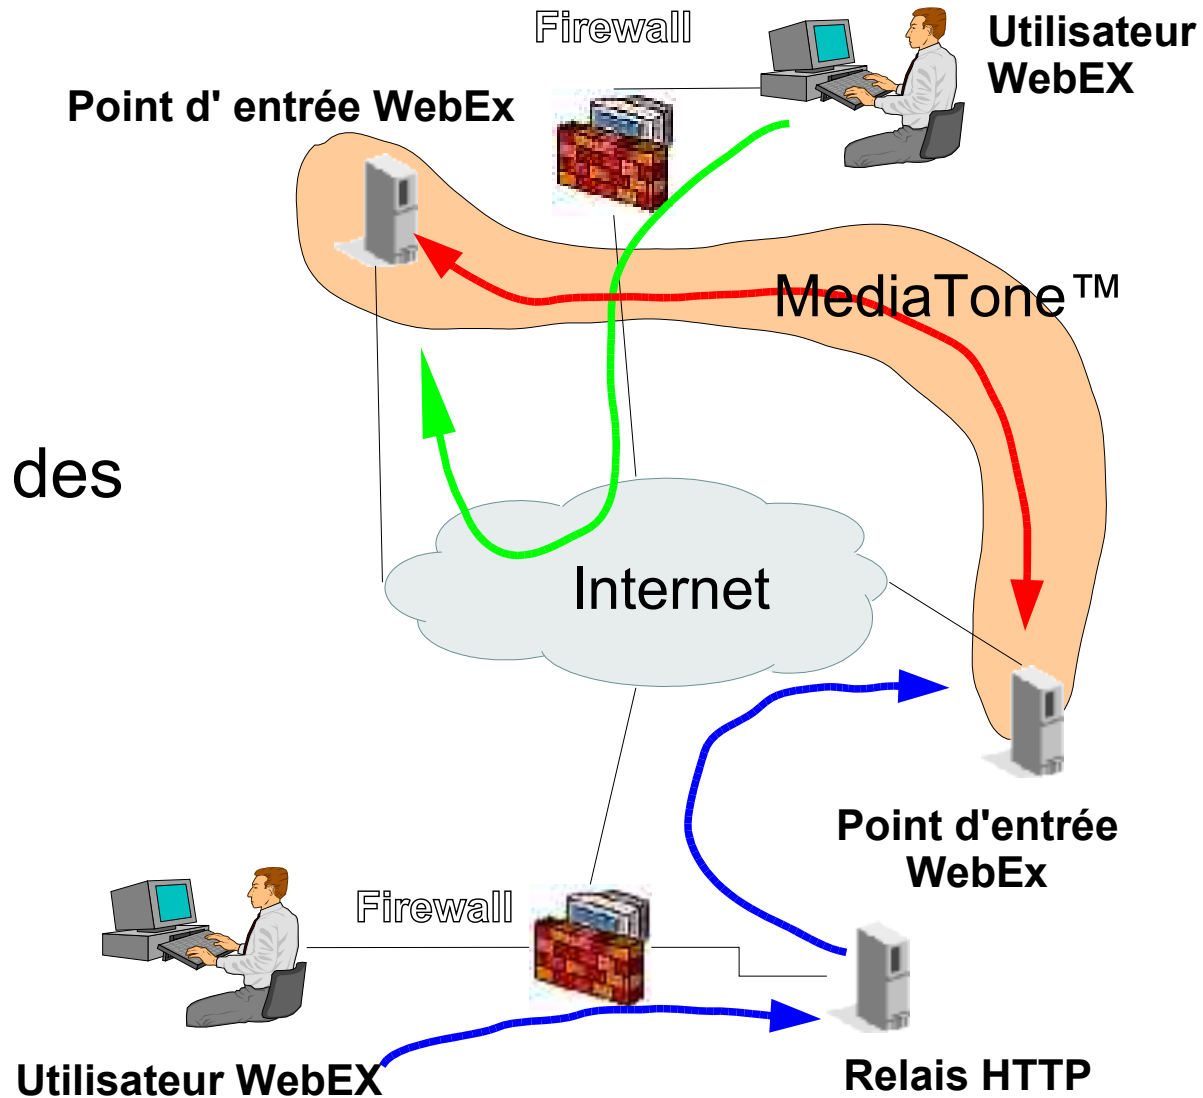 Firewall
Utilisateur
WebEX
Point d' entrée WebEx
MediaTone™
des
Internet
Point d'entrée
WebEx
Firewall
Utilisateur WebEX
Relais HTTP